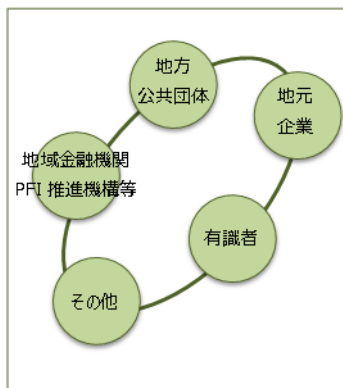 地方
公共団体
地元
企業
地域金融機関
PFI 推進機構等
有識者
その他